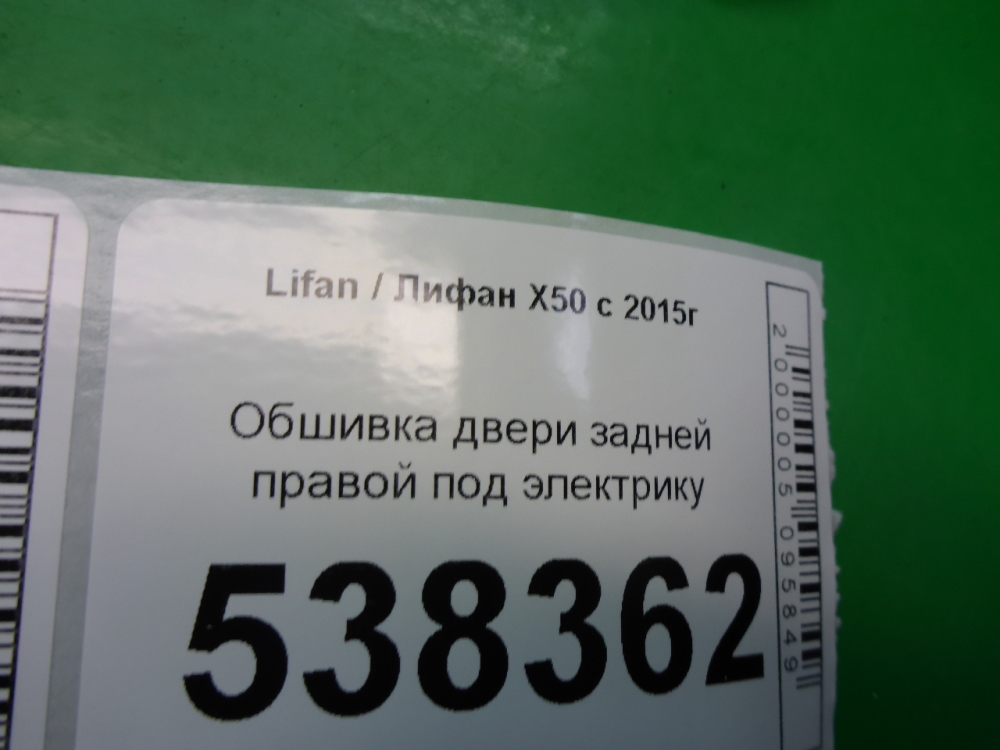 Lifan / Лифан X50 с 2015г
Обшивка двери задней
правой под электрику
538362
2000005095849